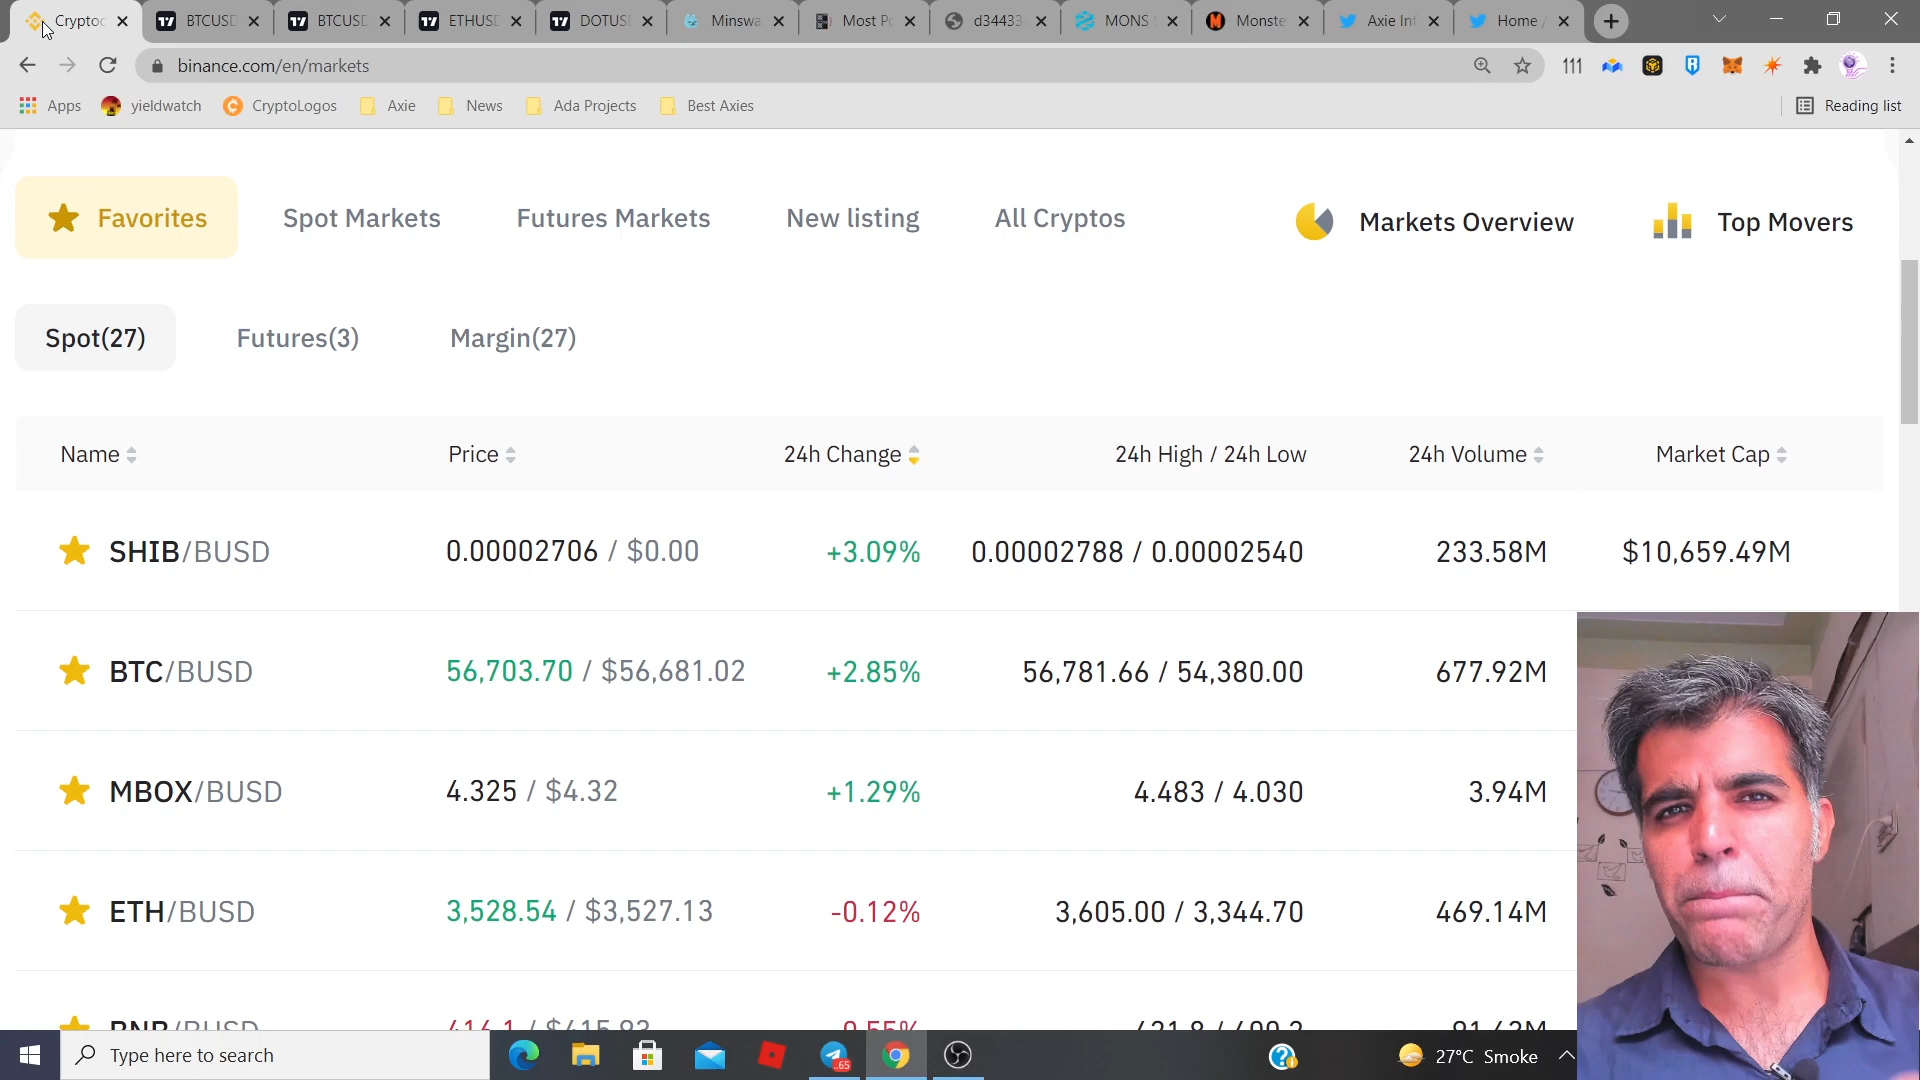 Cryptoc BTCUSD BTCUSD ETHUSD DOTUS Minswa Most Po d34433 MONS Monste Axie Inf Home /
binance.com/en/markets
Apps yieldwatch CryptoLogos Axie News Ada Projects Best Axies Reading list
Favorites Spot Markets Futures Markets New listing All Cryptos Markets Overview Top Movers
Spot(27) Futures(3) Margin(27)
Name Price 24h Change 24h High / 24h Low 24h Volume Market Cap
SHIB/BUSD 0.00002706 / $0.00 +3.09% 0.00002788 / 0.00002540 233.58M $10,659.49M
BTC/BUSD 56,703.70 / $56,681.02 +2.85% 56,781.66 / 54,380.00 677.92M
MBOX/BUSD 4.325 / $4.32 +1.29% 4.483 / 4.030 3.94M
ETH/BUSD 3,528.54 / $3,527.13 -0.12% 3,605.00 / 3,344.70 469.14M
BNB/BUSD
Type here to search 65 27°C Smoke